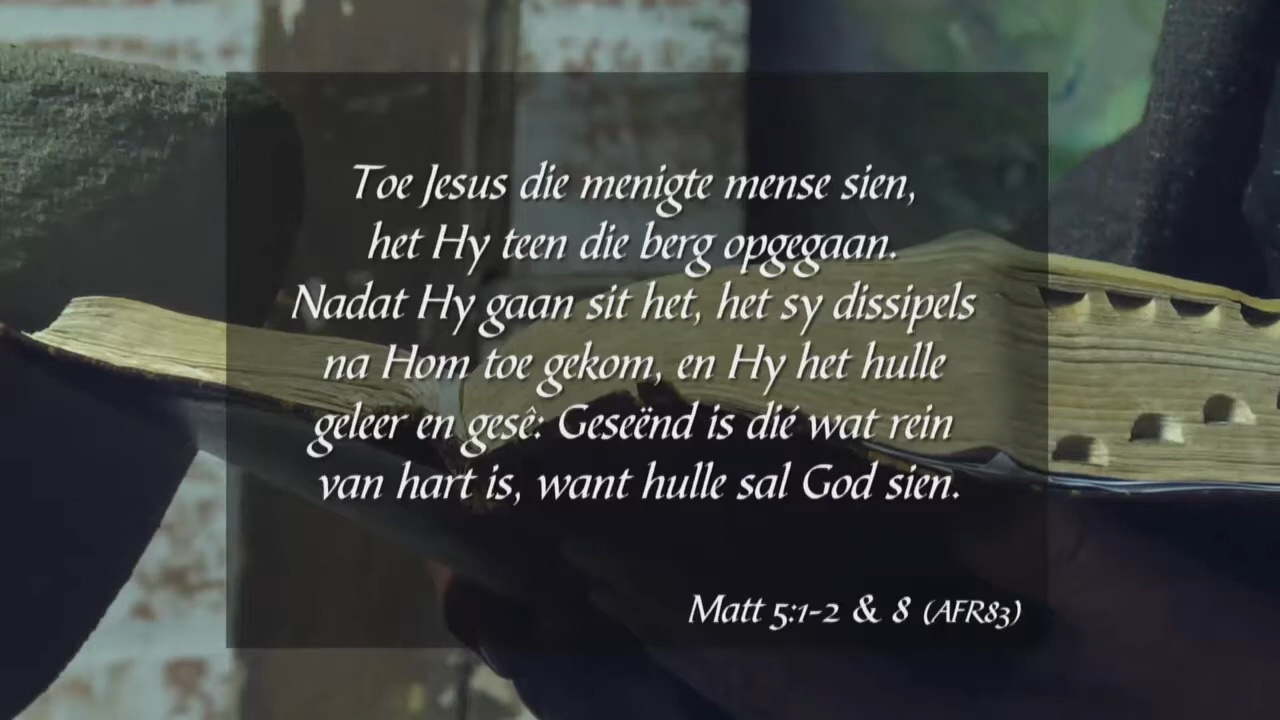 Toe Jesus die menigte mense sien,
het Hy teen die berg opgegaan.
Nadat Hy gaan sit het, het sy dissipels
na Hom toe gekom, en Hy het hulle
geleer en gesê: Geseënd is dié wat rein
van hart is, want hulle sal God sien.
Matt 5:1-2 & 8 (AFR83)